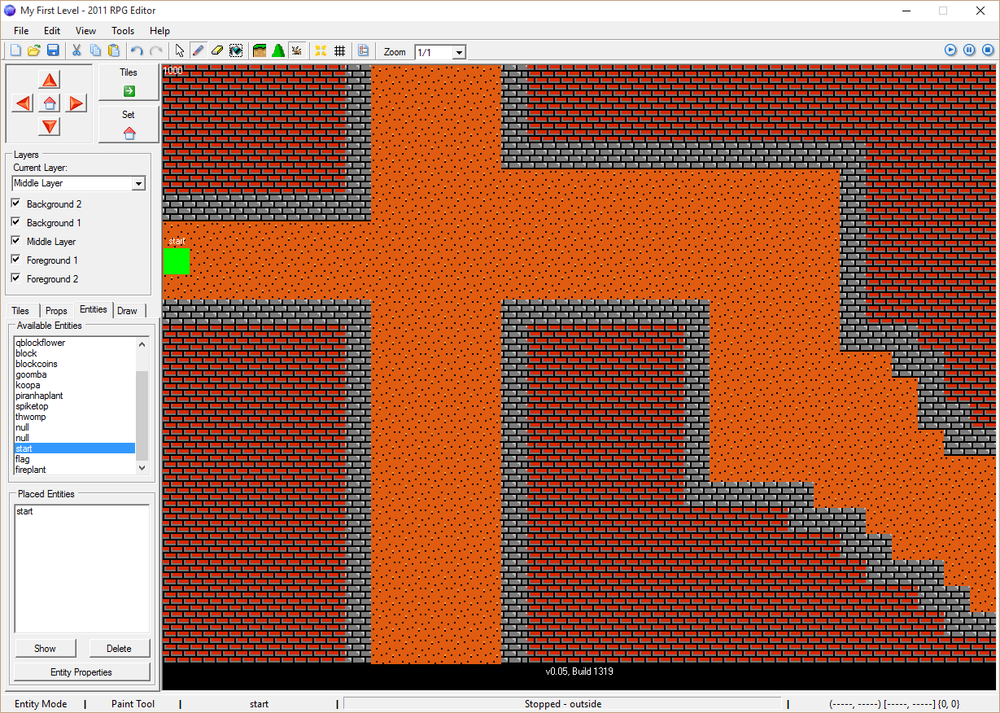 My First Level - 2011 RPG Editor
File Edit View Tools Help
Zoom 1/1
Tiles
Set
1000
Layers
Current Layer:
Middle Layer
Background 2
Background 1
Middle Layer
Foreground 1
Foreground 2
start
Tiles Props Entities Draw
Available Entities
qblockflower
block
blockcoins
goomba
koopa
piranhaplant
spiketop
thwomp
null
null
start
flag
fireplant
Placed Entities
start
Show Delete
Entity Properties
v0.05, Build 1319
Entity Mode | Paint Tool | start | Stopped - outside | (-----, -----) [-----, -----] {0, 0}